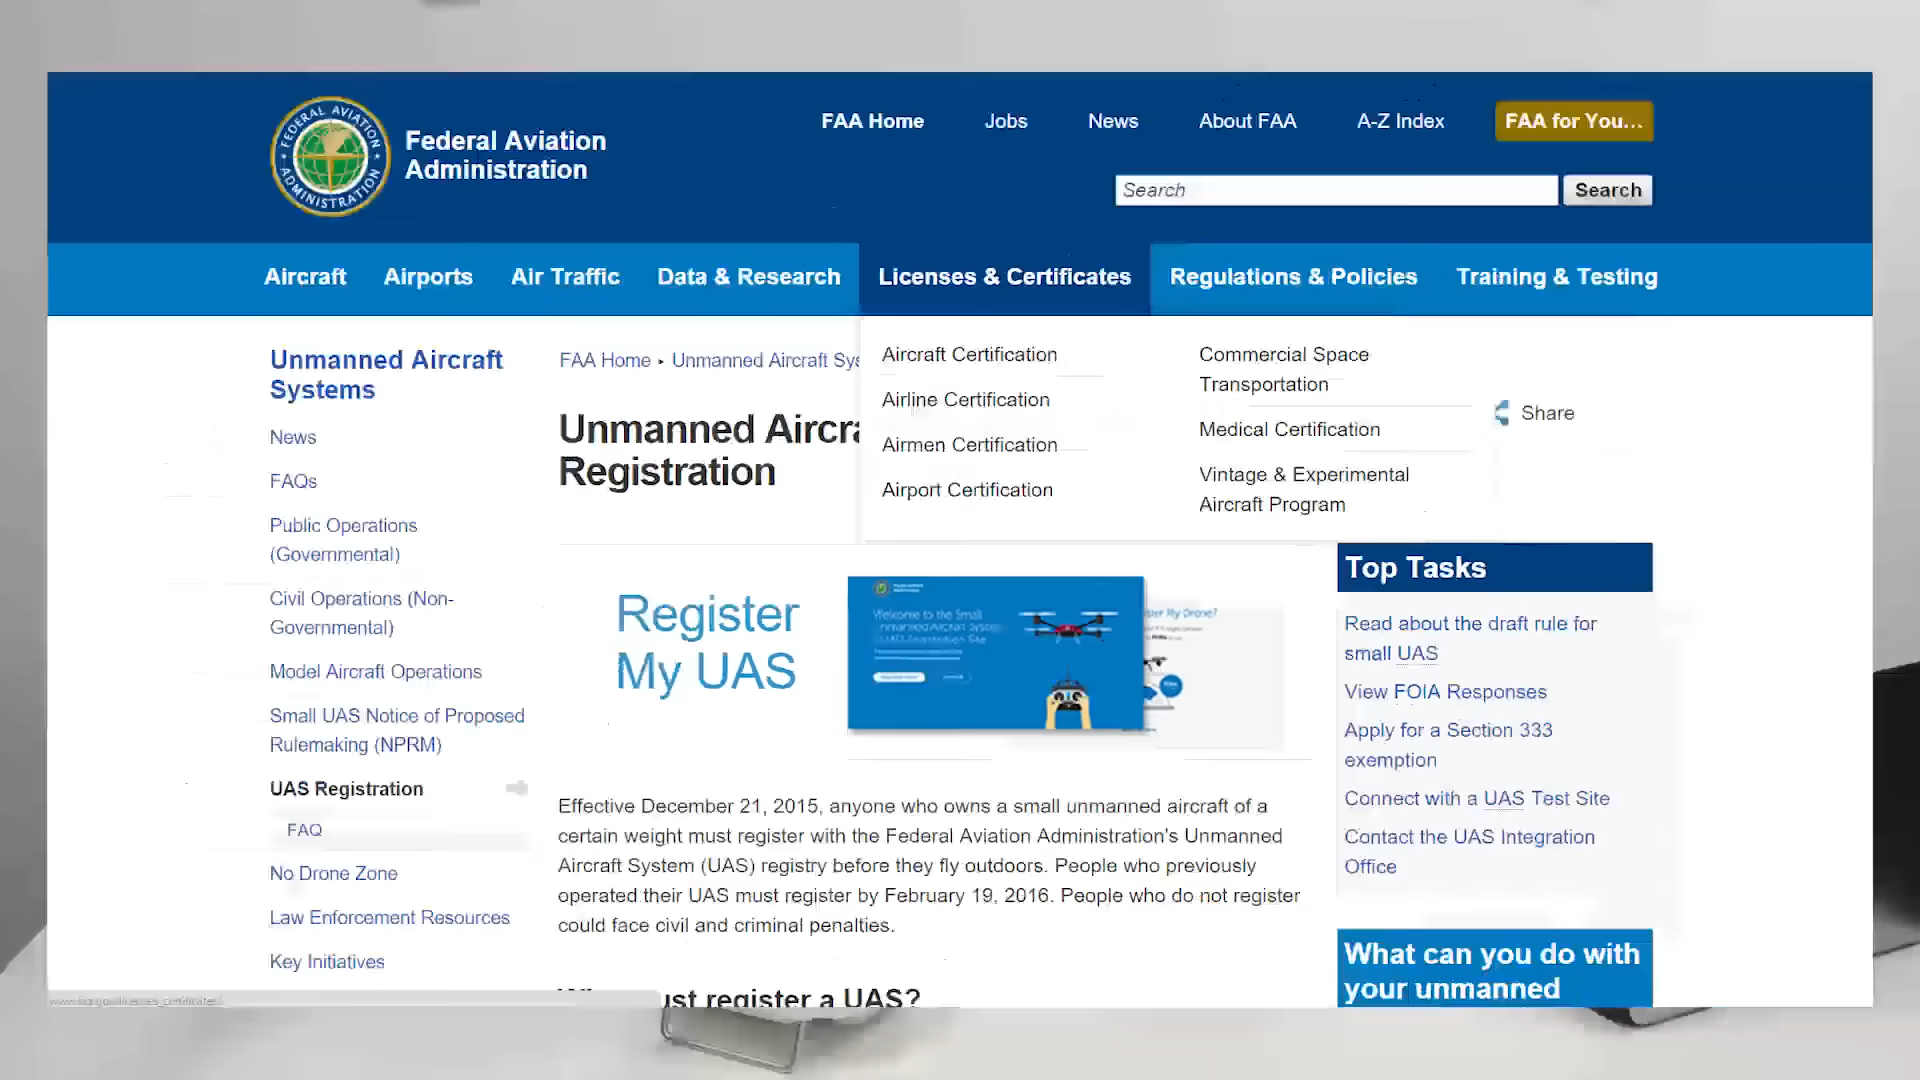 FEDERAL AVIATION
ADMINISTRATION
Federal Aviation
Administration
FAA Home
Jobs
News
About FAA
A-Z Index
FAA for You...
Search
Search
Aircraft
Airports
Air Traffic
Data & Research
Licenses & Certificates
Regulations & Policies
Training & Testing
Aircraft Certification
Airline Certification
Airmen Certification
Airport Certification
Commercial Space
Transportation
Medical Certification
Vintage & Experimental
Aircraft Program
Share
Unmanned Aircraft
Systems
News
FAQs
Public Operations
(Governmental)
Civil Operations (Non-
Governmental)
Model Aircraft Operations
Small UAS Notice of Proposed
Rulemaking (NPRM)
UAS Registration
FAQ
No Drone Zone
Law Enforcement Resources
Key Initiatives
FAA Home ▸ Unmanned Aircraft Sys
Unmanned Aircra
Registration
Register
My UAS
Welcome to the Small
Effective December 21, 2015, anyone who owns a small unmanned aircraft of a
certain weight must register with the Federal Aviation Administration's Unmanned
Aircraft System (UAS) registry before they fly outdoors. People who previously
operated their UAS must register by February 19, 2016. People who do not register
could face civil and criminal penalties.
ust register a UAS?
Top Tasks
Read about the draft rule for
small UAS
View FOIA Responses
Apply for a Section 333
exemption
Connect with a UAS Test Site
Contact the UAS Integration
Office
What can you do with
your unmanned